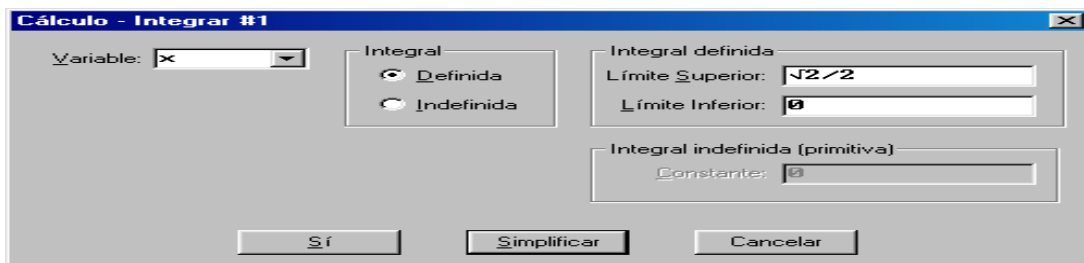 Cálculo - Integrar #1
Variable: x
Integral
Definida
Indefinida
Integral definida
Límite Superior: √2/2
Límite Inferior: 0
Integral indefinida (primitiva)
Constante: 0
Sí Simplificar Cancelar